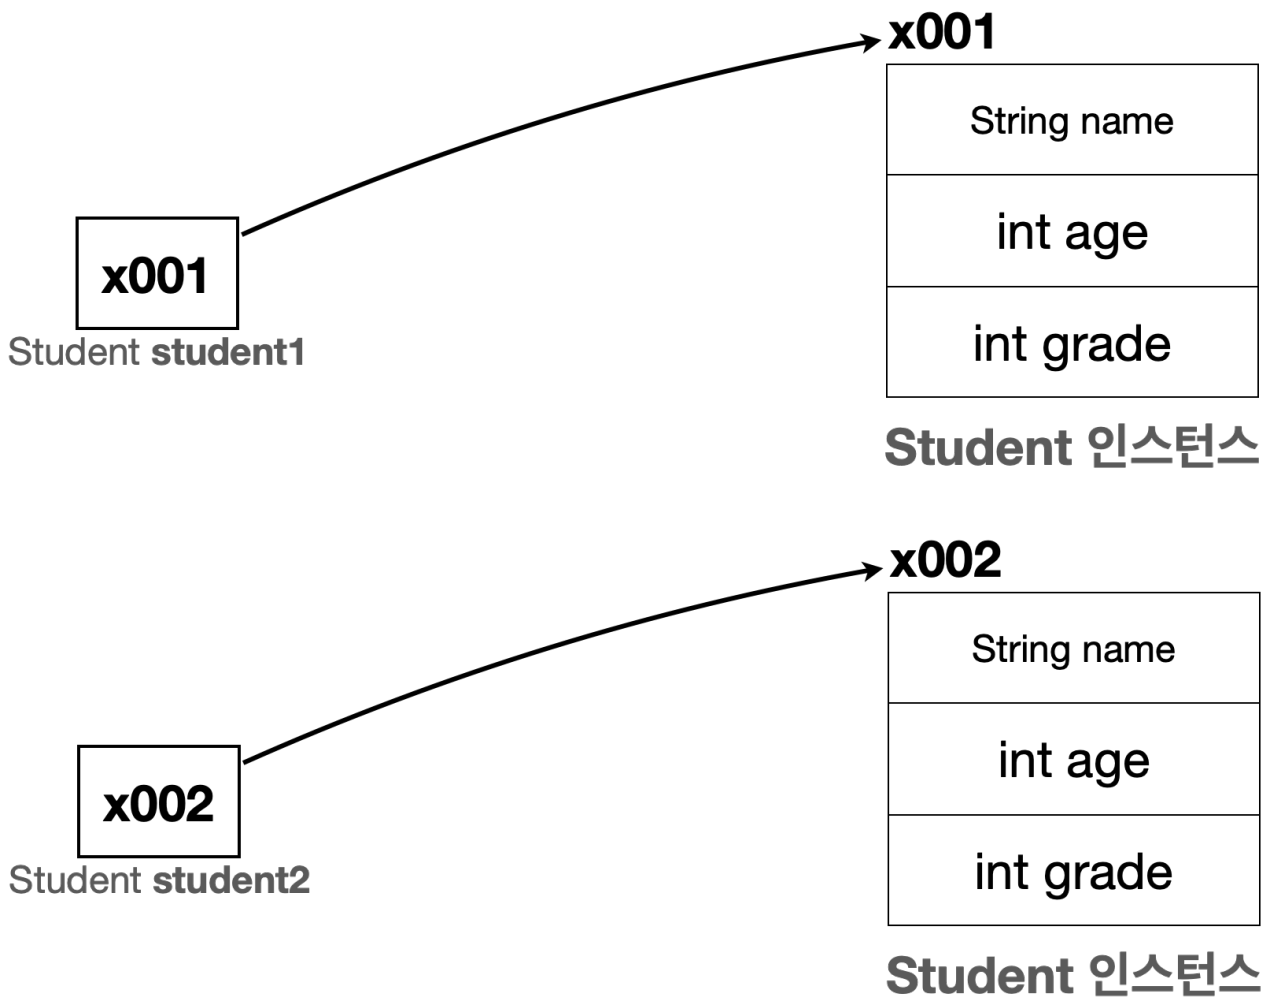 x001
String name
int age
int grade
Student 인스턴스
x001
Student student1
x002
String name
int age
int grade
Student 인스턴스
x002
Student student2